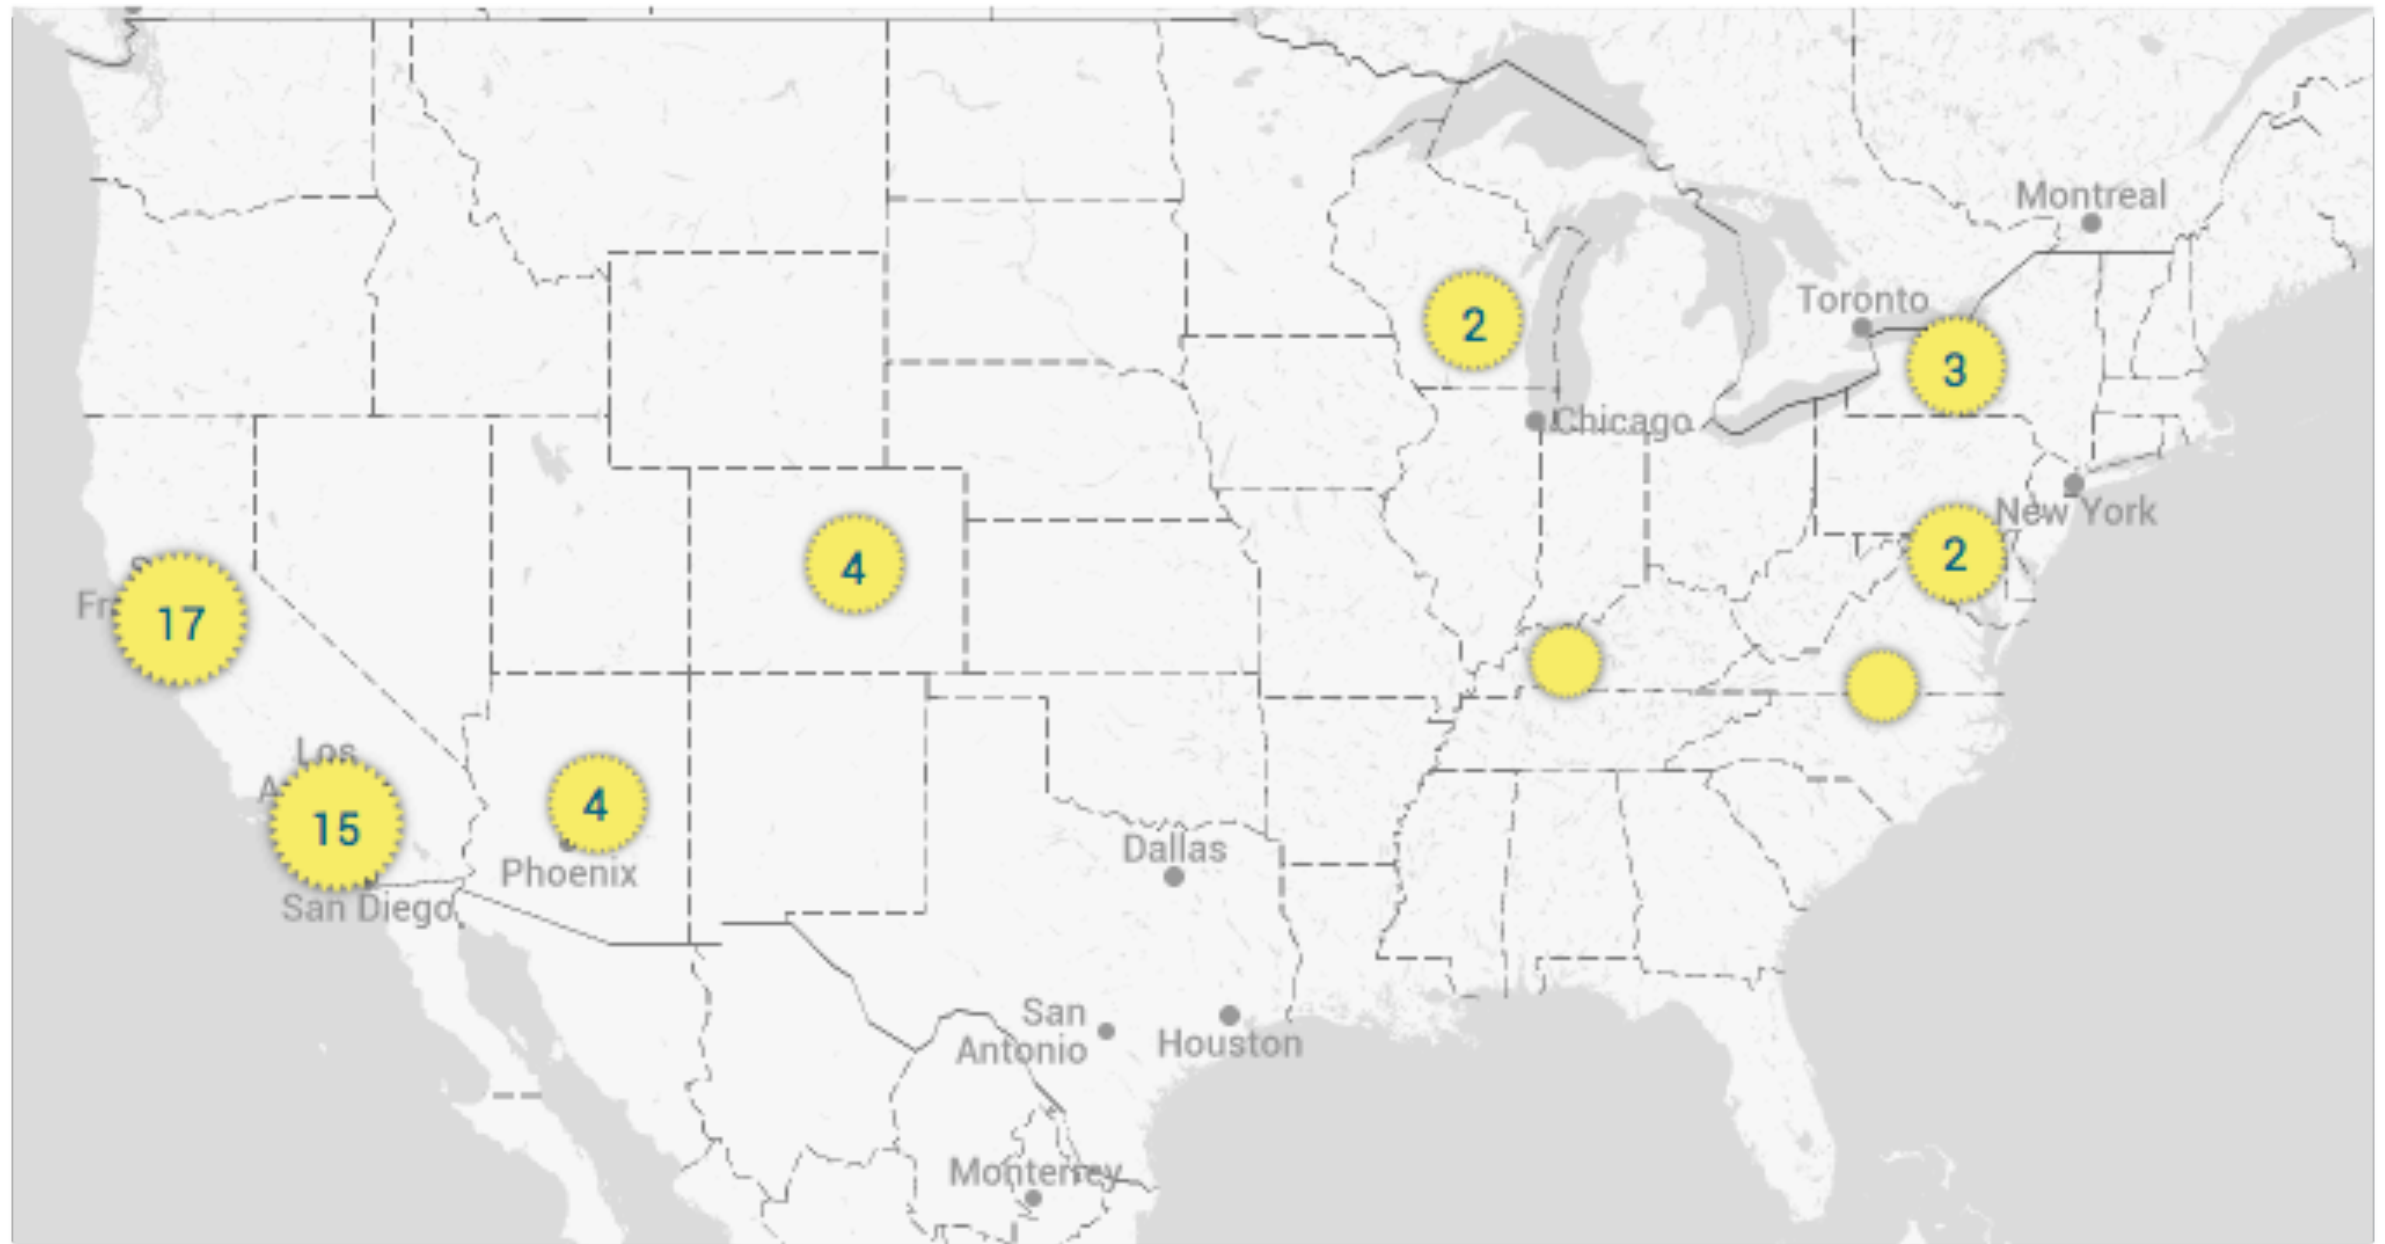 Montreal
Toronto
2
3
Chicago
New York
4
2
17
Los
4
15
Dallas
Phoenix
San Diego
San
Antonio
Houston
Monterrey